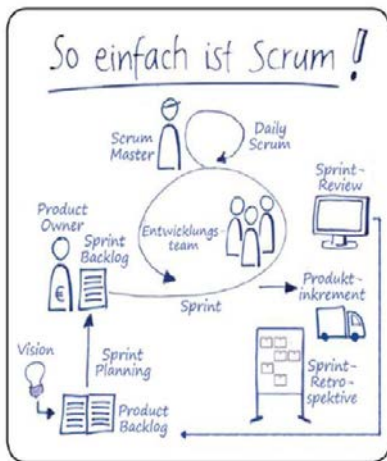 So einfach ist Scrum!
Scrum
Master
Daily
Scrum
Sprint-
Review
Product
Owner
Sprint
Backlog
Entwicklungs-
team
€
Sprint
Produkt-
inkrement
Vision
Sprint
Planning
Sprint-
Retro-
spektive
Product
Backlog